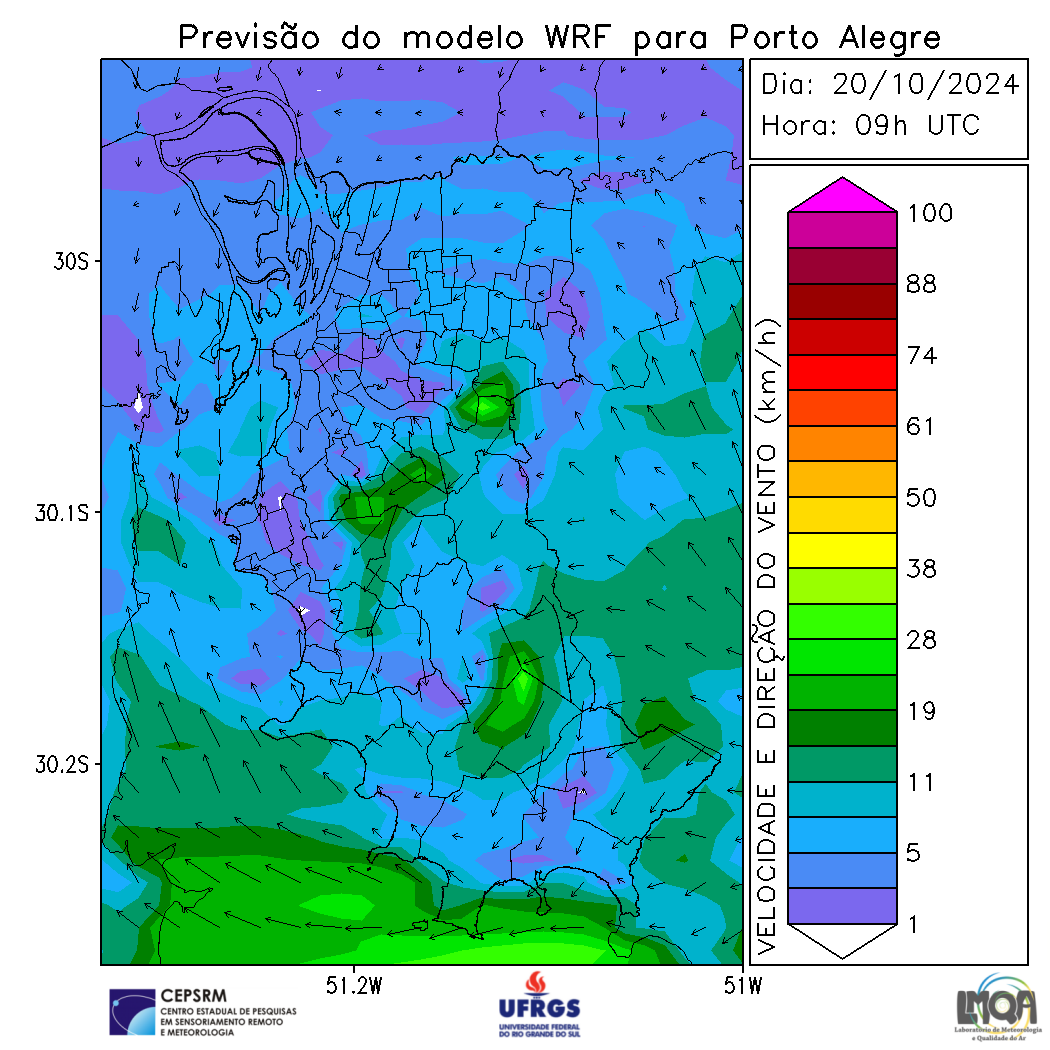 Previsão do modelo WRF para Porto Alegre
Dia: 20/10/2024
Hora: 09h UTC
30S
30.1S
30.2S
51.2W
51W
VELOCIDADE E DIREÇÃO DO VENTO (km/h)
100
88
74
61
50
38
28
19
11
5
1
CEPSRM
CENTRO ESTADUAL DE PESQUISAS
EM SENSORIAMENTO REMOTO
E METEOROLOGIA
UFRGS
UNIVERSIDADE FEDERAL
DO RIO GRANDE DO SUL
LMQA
Laboratório de Meteorologia
e Qualidade do Ar